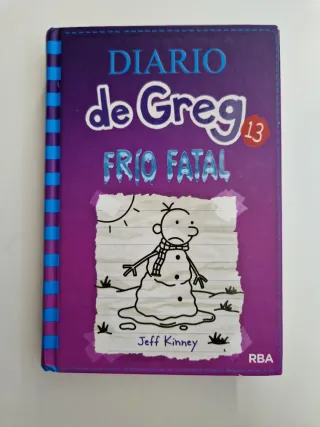 DIARIO
de Greg
13
FRÍO FATAL
Jeff Kinney
RBA